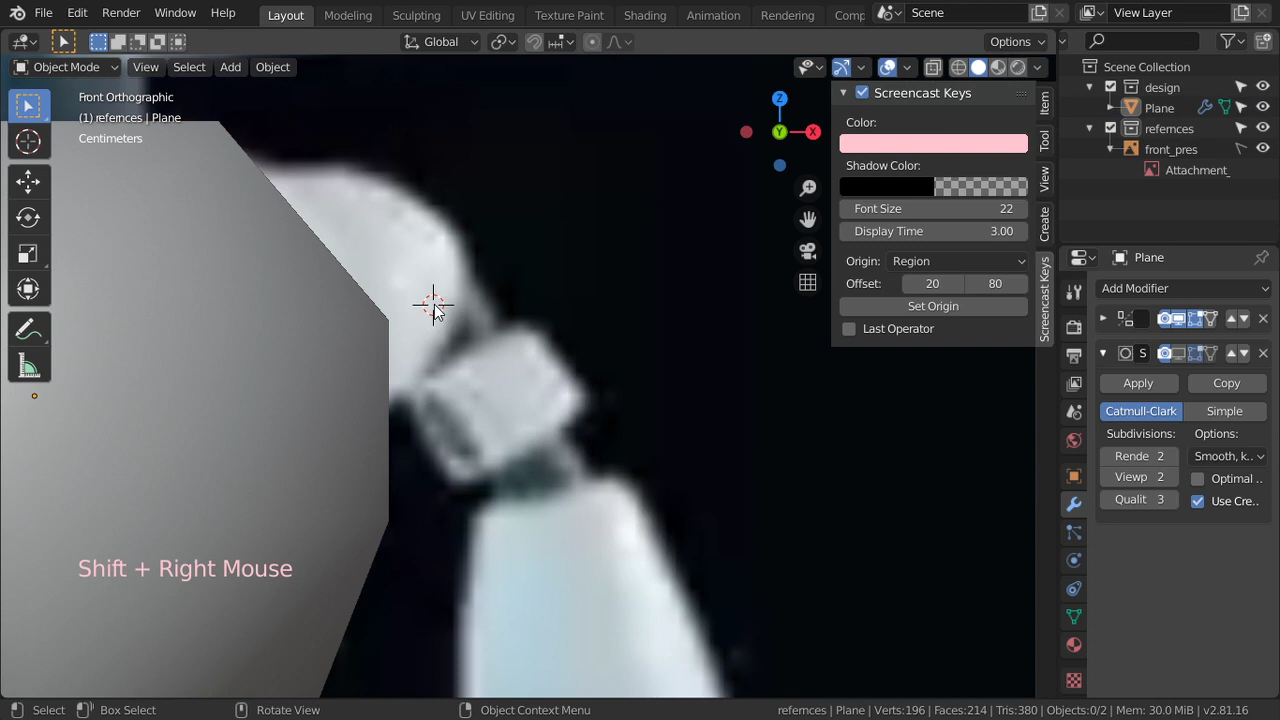 File Edit Render Window Help Layout Modeling Sculpting UV Editing Texture Paint Shading Animation Rendering Comp Scene View Layer
Global Options
Object Mode View Select Add Object
Front Orthographic
(1) refernces | Plane
Centimeters
Z
Y X
Screencast Keys
Color:
Shadow Color:
Font Size 22
Display Time 3.00
Origin: Region
Offset: 20 80
Set Origin
Last Operator
Item
Tool
View
Create
Screencast Keys
Scene Collection
design
Plane
refernces
front_pres
Attachment_
Plane
Add Modifier
S
Apply Copy
Catmull-Clark Simple
Subdivisions: Options:
Rende 2 Smooth, k..
Viewp 2 Optimal ..
Qualit 3 Use Cre..
Shift + Right Mouse
Select Box Select Rotate View Object Context Menu refernces | Plane | Verts:196 | Faces:214 | Tris:380 | Objects:0/2 | Mem: 30.0 MiB | v2.81.16